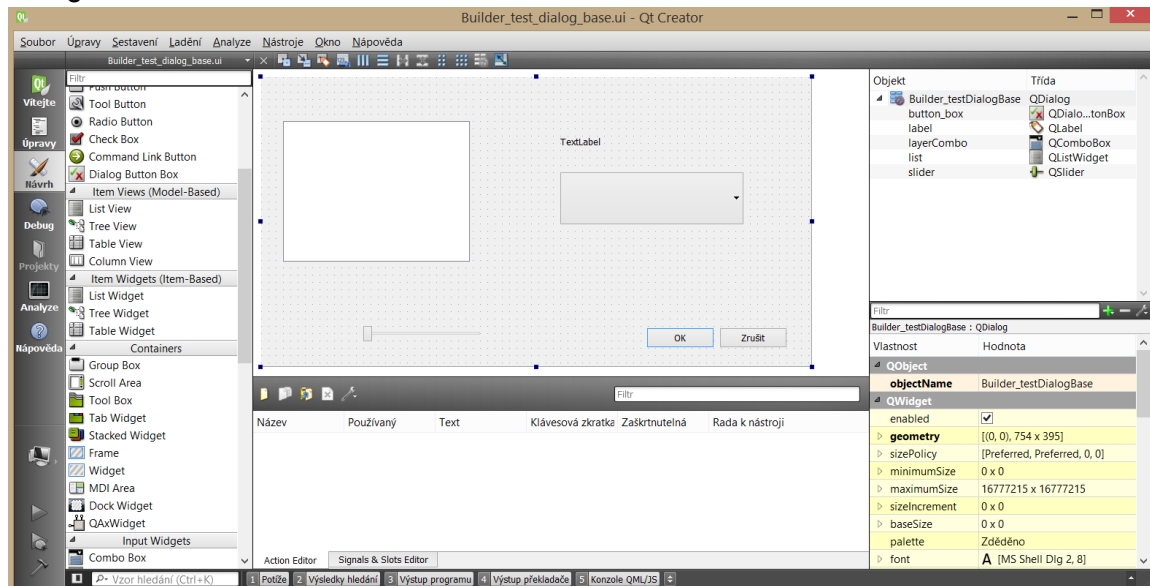 Builder_test_dialog_base.ui - Qt Creator
Soubor Úpravy Sestavení Ladění Analyze Nástroje Okno Nápověda
Builder_test_dialog_base.ui
Vítejte
Úpravy
Návrh
Debug
Projekty
Analyze
Nápověda
Filtr
Push Button
Tool Button
Radio Button
Check Box
Command Link Button
Dialog Button Box
Item Views (Model-Based)
List View
Tree View
Table View
Column View
Item Widgets (Item-Based)
List Widget
Tree Widget
Table Widget
Containers
Group Box
Scroll Area
Tool Box
Tab Widget
Stacked Widget
Frame
Widget
MDI Area
Dock Widget
QAxWidget
Input Widgets
Combo Box
TextLabel
OK Zrušit
Filtr
Název Používaný Text Klávesová zkratka Zaškrtnutelná Rada k nástroji
Action Editor Signals & Slots Editor
Objekt Třída
Builder_testDialogBase QDialog
button_box QDialo...tonBox
label QLabel
layerCombo QComboBox
list QListWidget
slider QSlider
Filtr
Builder_testDialogBase : QDialog
Vlastnost Hodnota
QObject
objectName Builder_testDialogBase
QWidget
enabled
geometry [(0, 0), 754 x 395]
sizePolicy [Preferred, Preferred, 0, 0]
minimumSize 0 x 0
maximumSize 16777215 x 16777215
sizeIncrement 0 x 0
baseSize 0 x 0
palette Zděděno
font A [MS Shell Dlg 2, 8]
Vzor hledání (Ctrl+K) 1 Potíže 2 Výsledky hledání 3 Výstup programu 4 Výstup překladače 5 Konzole QML/JS